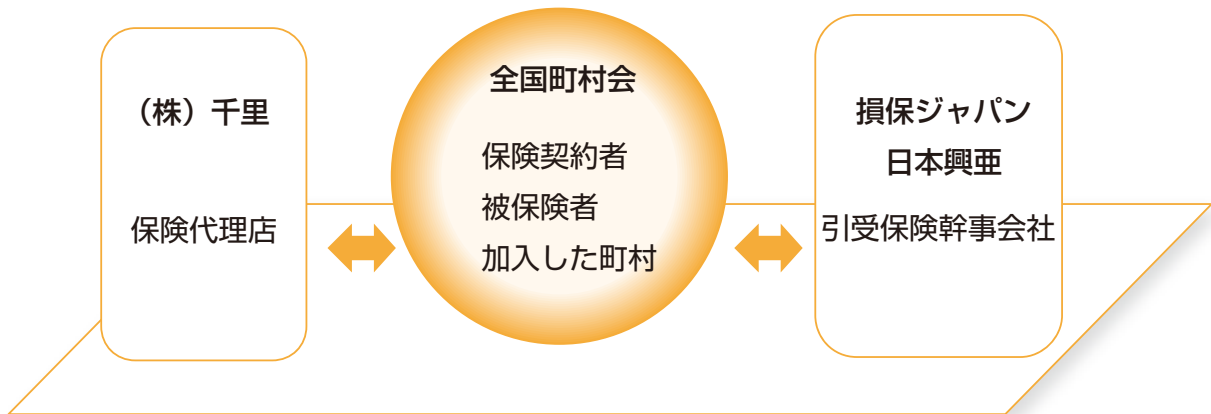 （株）千里
保険代理店
全国町村会
保険契約者
被保険者
加入した町村
損保ジャパン
日本興亜
引受保険幹事会社